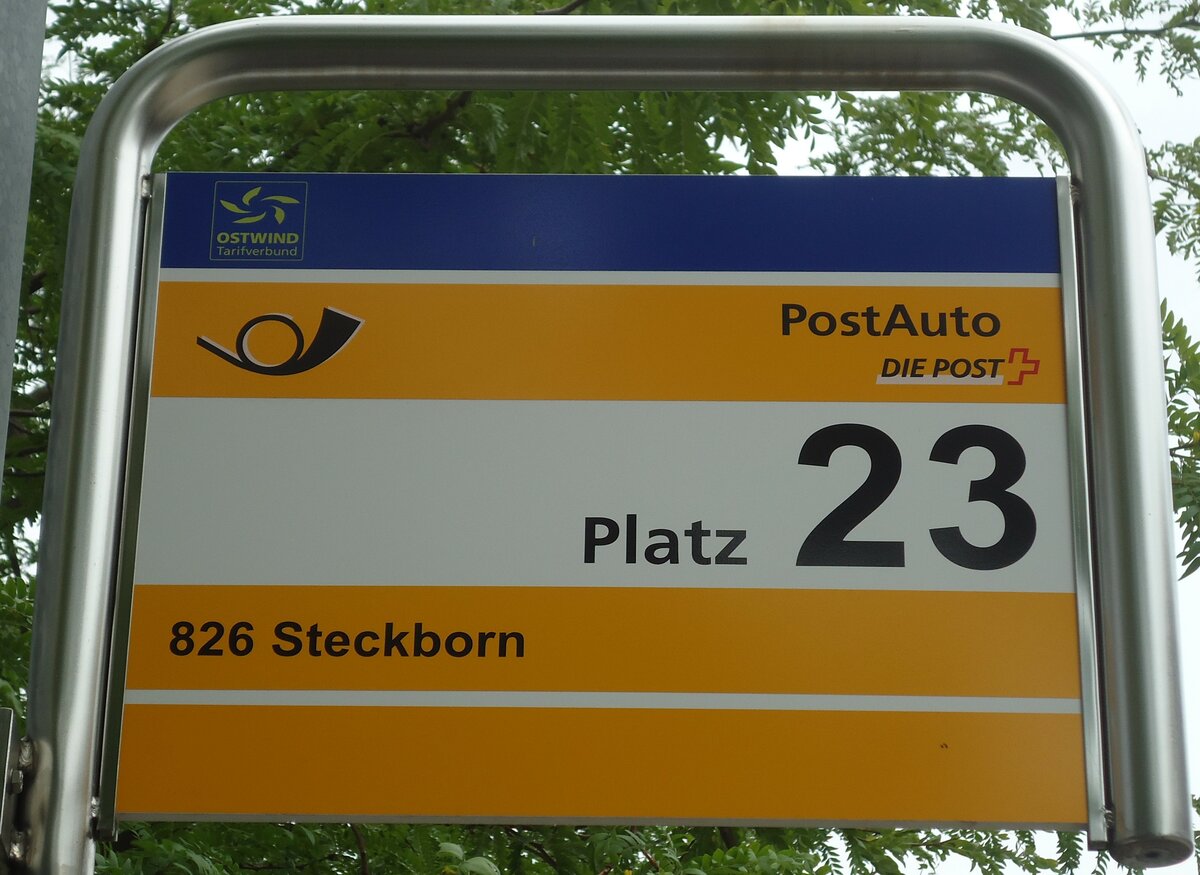 OSTWIND
Tarifverbund
PostAuto
DIE POST
Platz 23
826 Steckborn